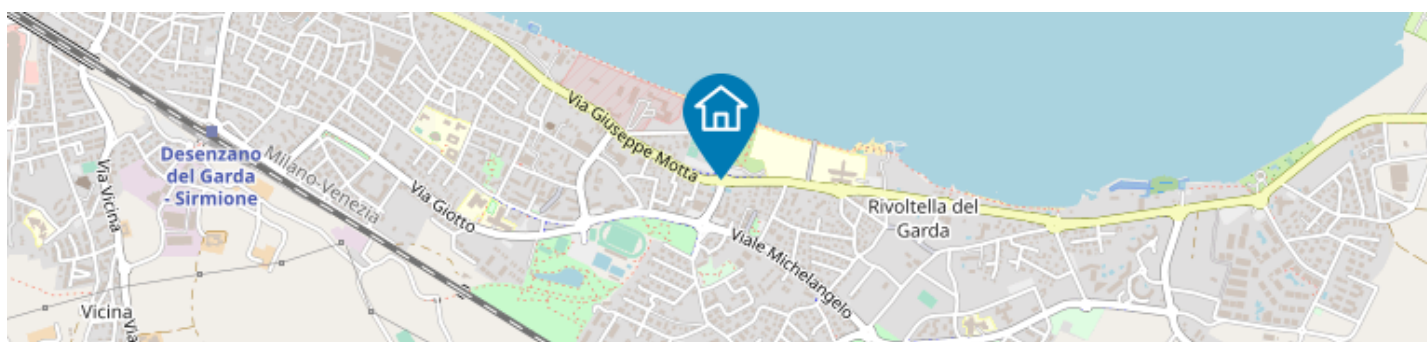 Via Giuseppe Motta
Desenzano
del Garda
- Sirmione
Milano-Venezia
Via Vicina
Via Giotto
Rivoltella del
Garda
Viale Michelangelo
Vicina
Via